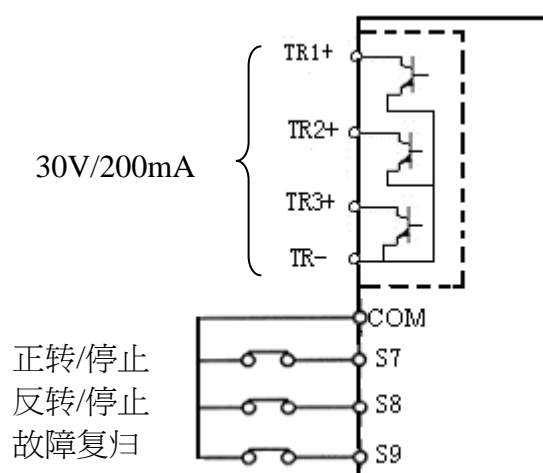 TR1+
TR2+
30V/200mA
TR3+
TR-
COM
正转/停止 S7
反转/停止 S8
故障复归 S9